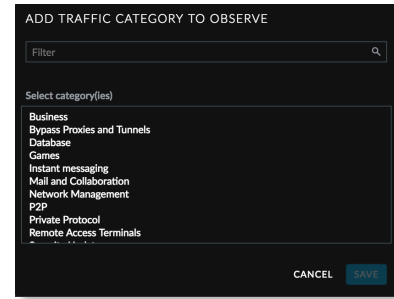 ADD TRAFFIC CATEGORY TO OBSERVE
Filter
Select category(ies)
Business
Bypass Proxies and Tunnels
Database
Games
Instant messaging
Mail and Collaboration
Network Management
P2P
Private Protocol
Remote Access Terminals
CANCEL SAVE